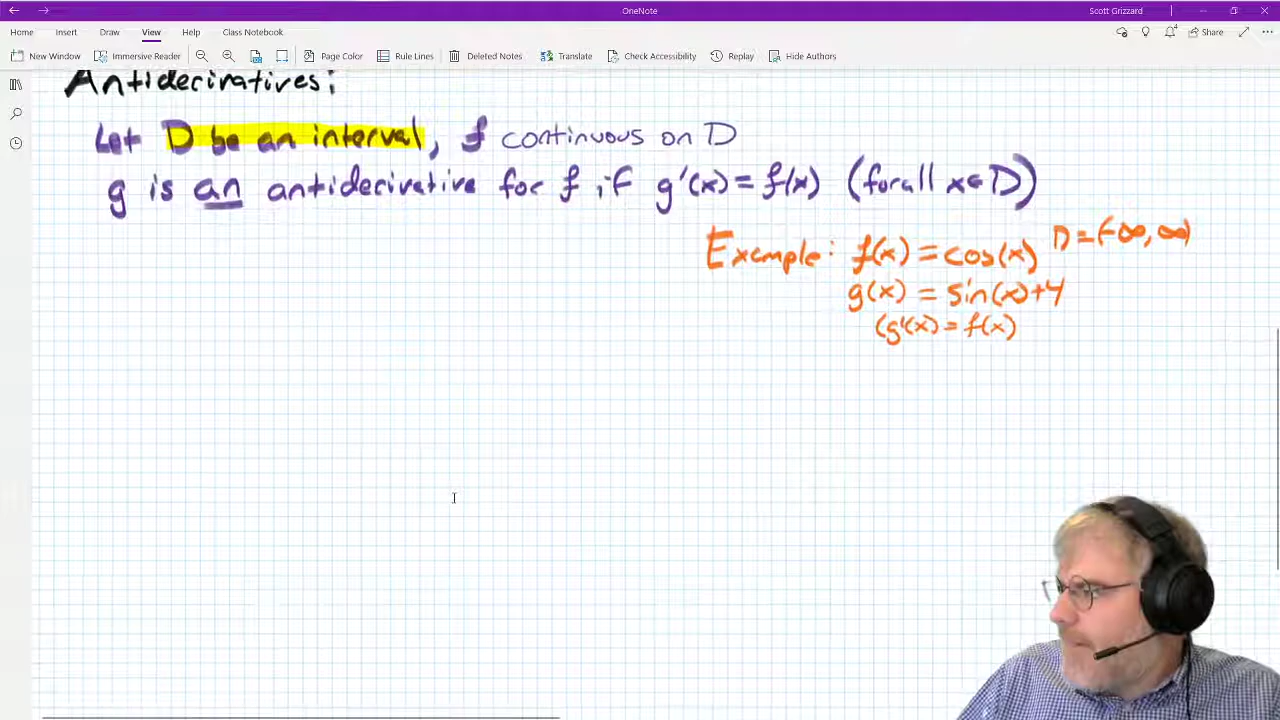 OneNote
Scott Grizzard
Home Insert Draw View Help Class Notebook
Share
New Window Immersive Reader Page Color Rule Lines Deleted Notes Translate Check Accessibility Replay Hide Authors
Antiderivatives:
Let D be an interval, f continuous on D
g is an antiderivative for f if g'(x) = f(x) (forall x∈D)
Example: f(x) = cos(x) D = (-∞, ∞)
g(x) = sin(x)+4
(g'(x) = f(x)